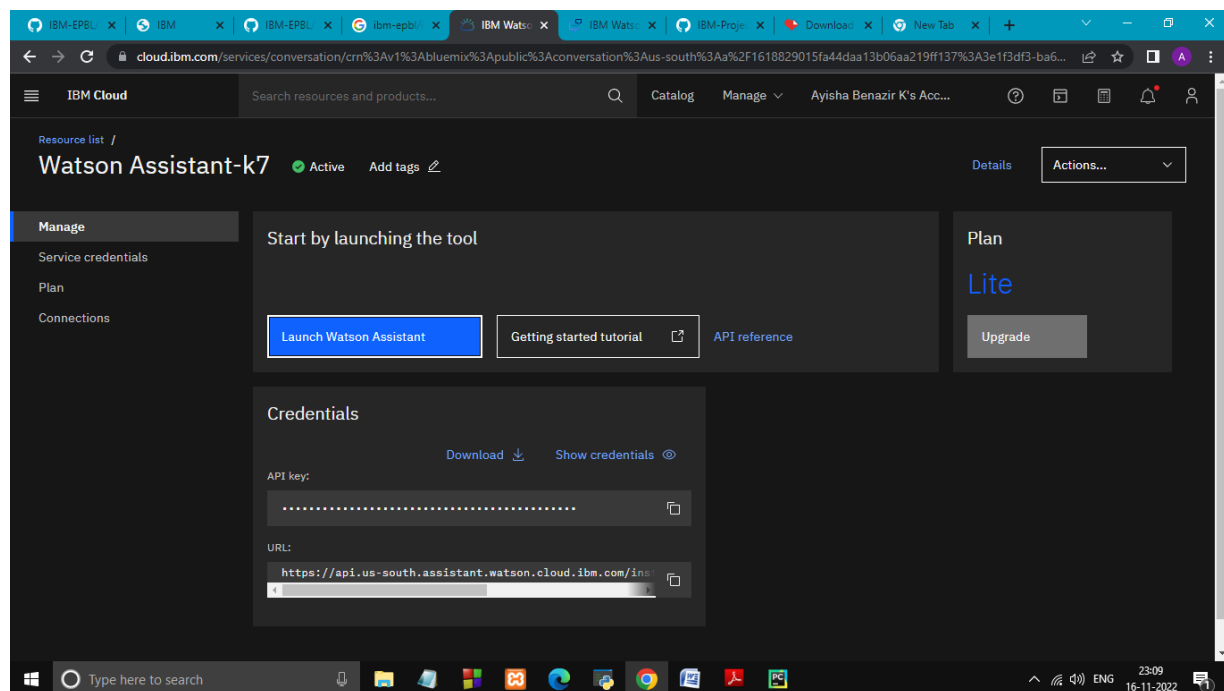 IBM-EPBL/
IBM
IBM-EPBL/
ibm-epbl/
IBM Wats
IBM Wats
IBM-Projec
Download
New Tab
cloud.ibm.com/services/conversation/crn%3Av1%3Abluemix%3Apublic%3Aconversation%3Aus-south%3Aa%2F1618829015fa44daa13b06aa219ff137%3A3e1f3df3-ba6...
A
IBM Cloud
Search resources and products...
Catalog
Manage
Ayisha Benazir K's Acc...
Resource list /
Watson Assistant-k7
Active
Add tags
Details
Actions...
Manage
Service credentials
Plan
Connections
Start by launching the tool
Launch Watson Assistant
Getting started tutorial
API reference
Plan
Lite
Upgrade
Credentials
Download
Show credentials
API key:
............................................
URL:
https://api.us-south.assistant.watson.cloud.ibm.com/ins
Type here to search
PC
ENG
23:09
16-11-2022
1